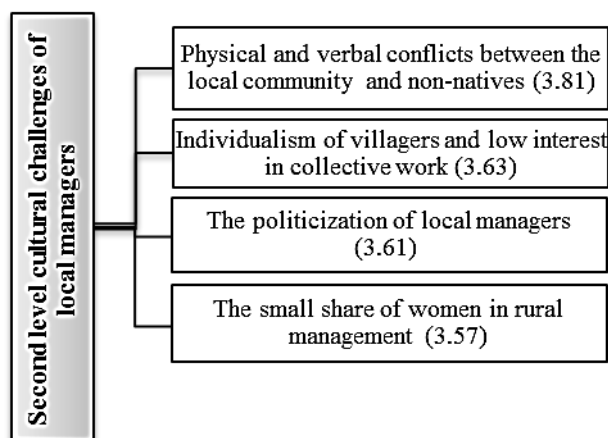 Second level cultural challenges of
local managers
Physical and verbal conflicts between the
local community and non-natives (3.81)
Individualism of villagers and low interest
in collective work (3.63)
The politicization of local managers
(3.61)
The small share of women in rural
management (3.57)